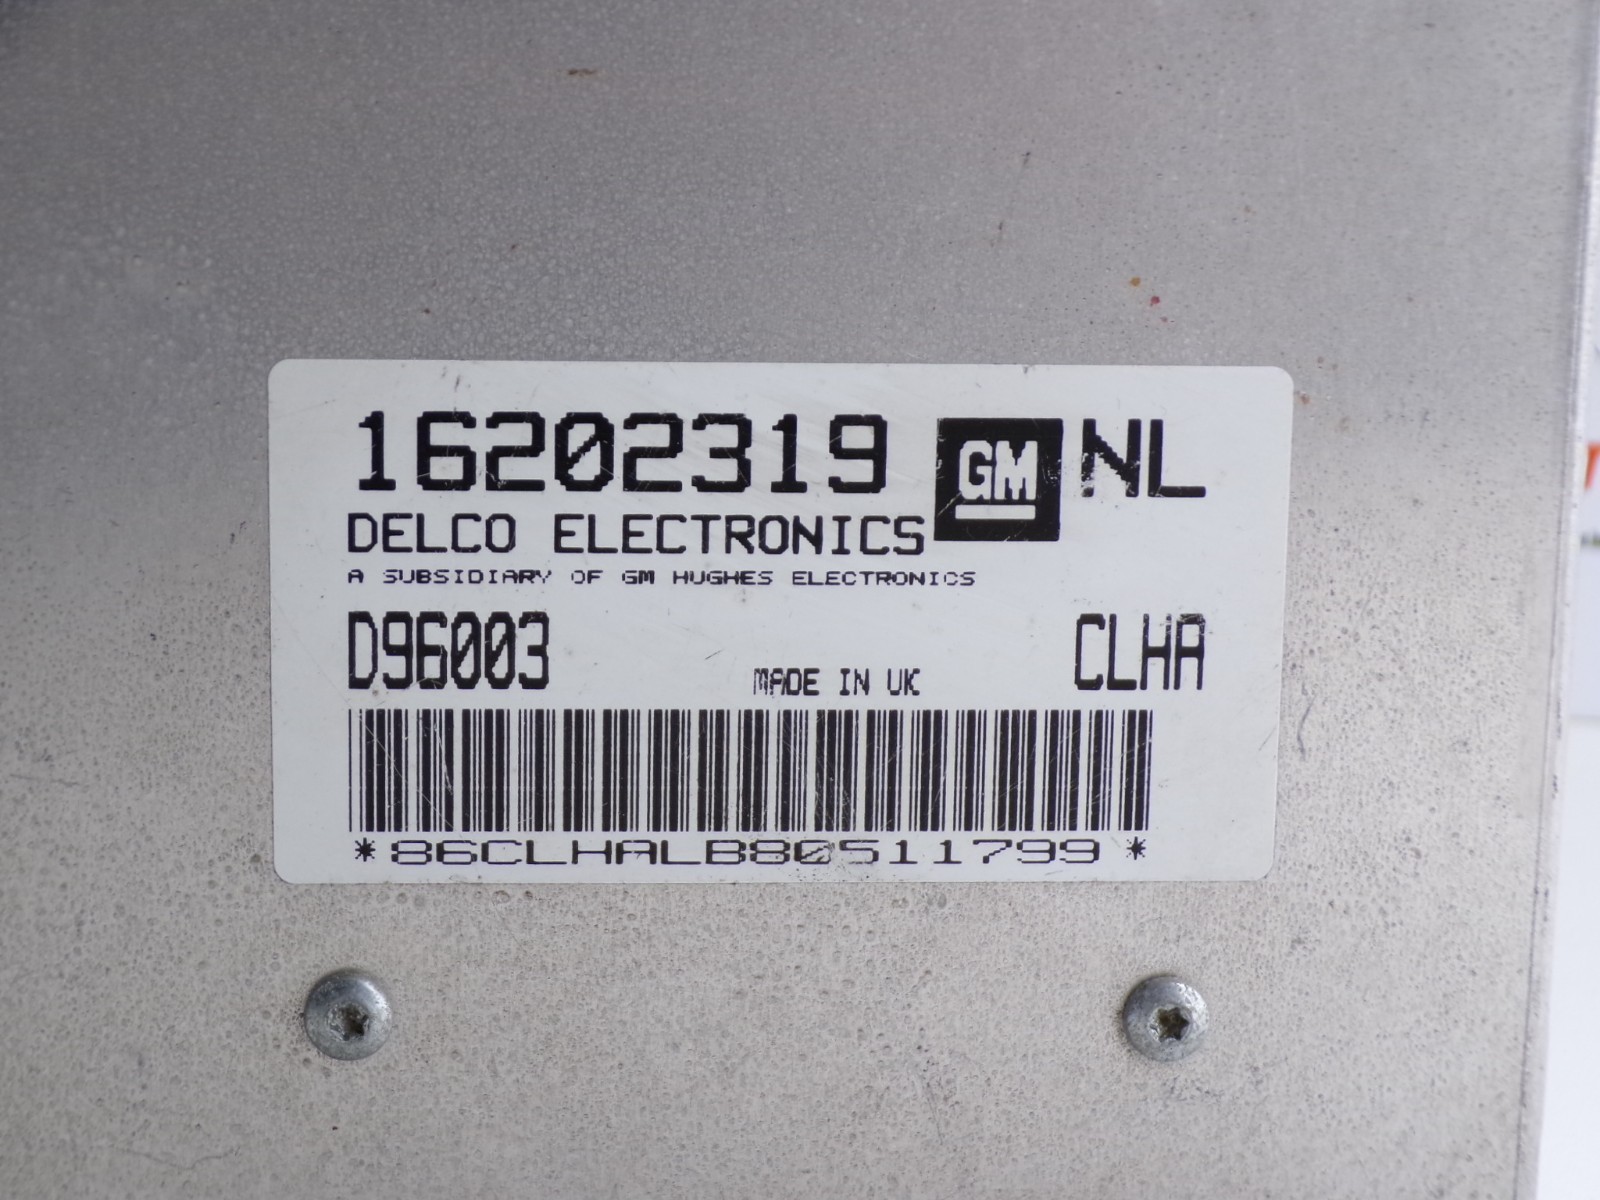 16202319 GM NL
DELCO ELECTRONICS
A SUBSIDIARY OF GM HUGHES ELECTRONICS
D96003 MADE IN UK CLHA
*86CLHALB80511799*